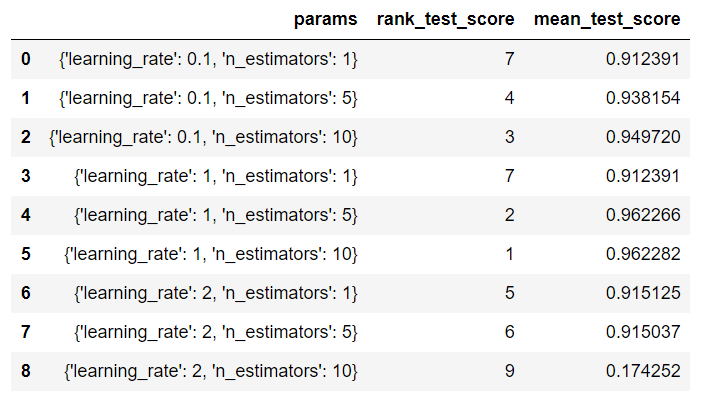 params rank_test_score mean_test_score
0 {'learning_rate': 0.1, 'n_estimators': 1} 7 0.912391
1 {'learning_rate': 0.1, 'n_estimators': 5} 4 0.938154
2 {'learning_rate': 0.1, 'n_estimators': 10} 3 0.949720
3 {'learning_rate': 1, 'n_estimators': 1} 7 0.912391
4 {'learning_rate': 1, 'n_estimators': 5} 2 0.962266
5 {'learning_rate': 1, 'n_estimators': 10} 1 0.962282
6 {'learning_rate': 2, 'n_estimators': 1} 5 0.915125
7 {'learning_rate': 2, 'n_estimators': 5} 6 0.915037
8 {'learning_rate': 2, 'n_estimators': 10} 9 0.174252